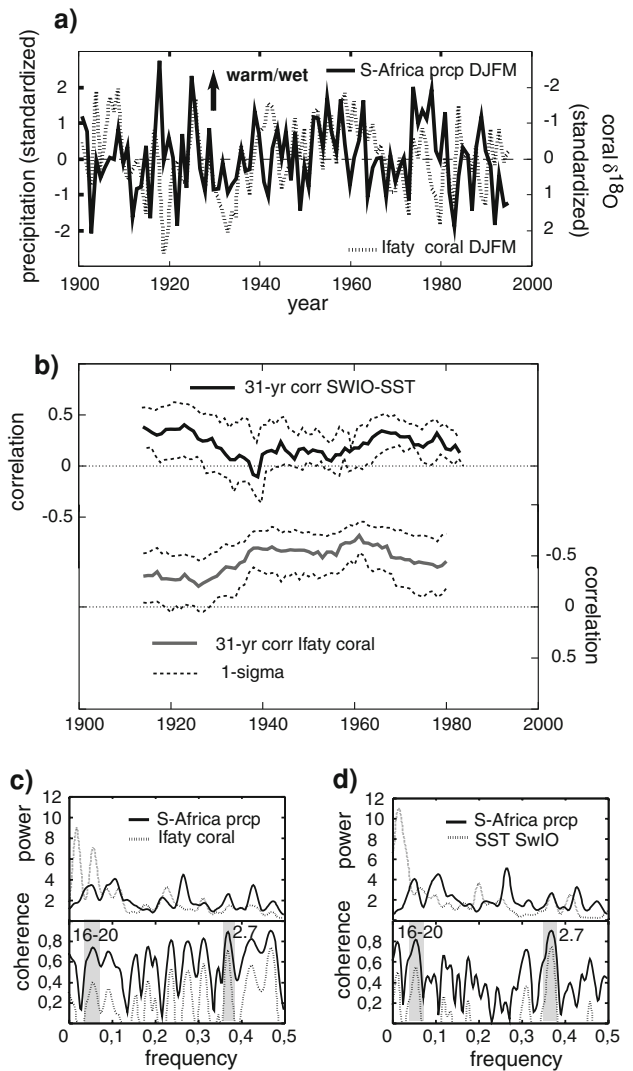 a)
warm/wet
S-Africa prcp DJFM
Ifaty coral DJFM
precipitation (standardized)
2
1
0
-1
-2
-2
-1
0
1
2
coral δ18O
(standardized)
1900 1920 1940 1960 1980 2000
year
b)
31-yr corr SWIO-SST
correlation
0.5
0
-0.5
-0.5
0
0.5
correlation
31-yr corr Ifaty coral
1-sigma
1900 1920 1940 1960 1980 2000
c)
power
12
10
8
6
4
2
S-Africa prcp
Ifaty coral
coherence
0,8
0,6
0,4
0,2
16-20
2.7
0 0,1 0,2 0,3 0,4 0,5
frequency
d)
power
12
10
8
6
4
2
S-Africa prcp
SST SwIO
coherence
0,8
0,6
0,4
0,2
16-20
2.7
0 0,1 0,2 0,3 0,4 0,5
frequency